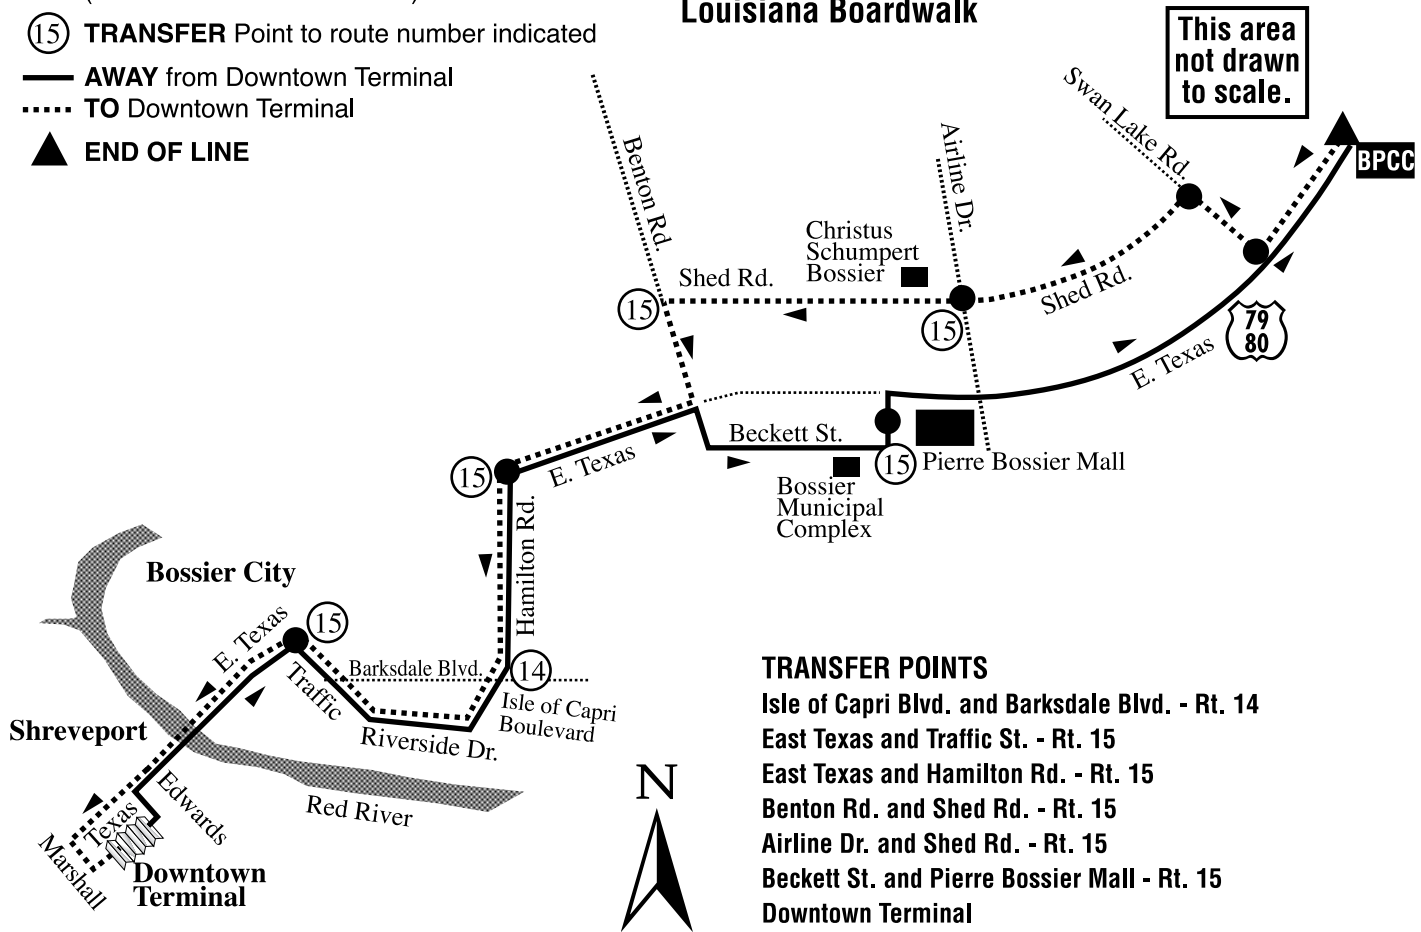 Louisiana Boardwalk
15 TRANSFER Point to route number indicated
AWAY from Downtown Terminal
TO Downtown Terminal
END OF LINE
This area
not drawn
to scale.
BPCC
Swan Lake Rd.
Airline Dr.
Benton Rd.
Christus
Schumpert
Bossier
Shed Rd.
Shed Rd.
15
15
79
80
E. Texas
Beckett St.
15
Pierre Bossier Mall
Bossier
Municipal
Complex
15
E. Texas
Hamilton Rd.
Bossier City
E. Texas
15
Traffic
Barksdale Blvd.
14
Isle of Capri
Boulevard
Riverside Dr.
Shreveport
Red River
Edwards
Texas
Marshall
Downtown
Terminal
N
TRANSFER POINTS
Isle of Capri Blvd. and Barksdale Blvd. - Rt. 14
East Texas and Traffic St. - Rt. 15
East Texas and Hamilton Rd. - Rt. 15
Benton Rd. and Shed Rd. - Rt. 15
Airline Dr. and Shed Rd. - Rt. 15
Beckett St. and Pierre Bossier Mall - Rt. 15
Downtown Terminal